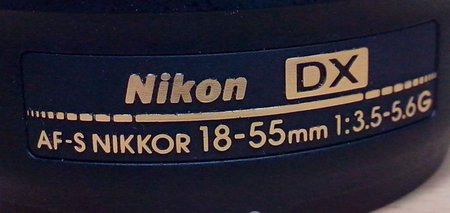 Nikon DX
AF-S NIKKOR 18-55mm 1:3.5-5.6G